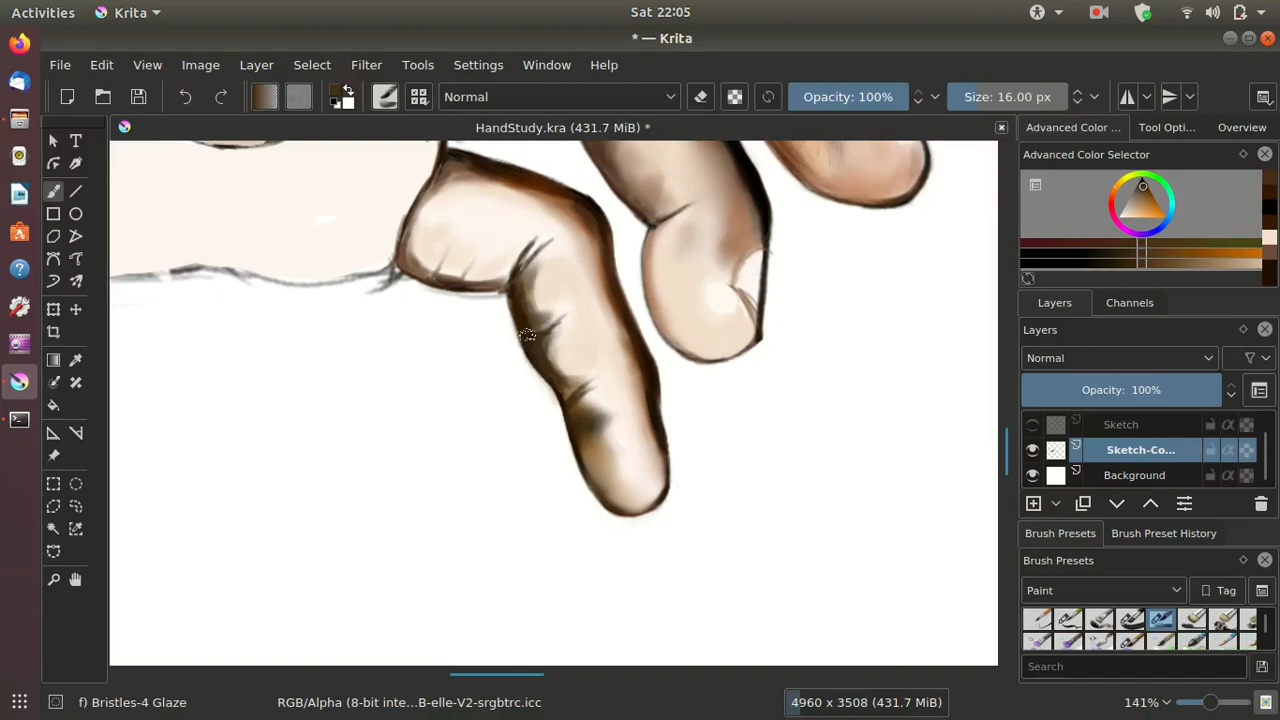 Activities Krita Sat 22:05
* — Krita
File Edit View Image Layer Select Filter Tools Settings Window Help
Normal Opacity: 100% Size: 16.00 px
HandStudy.kra (431.7 MiB) *
Advanced Color ... Tool Opti... Overview
Advanced Color Selector
Layers Channels
Layers
Normal
Opacity: 100%
Sketch
Sketch-Co...
Background
Brush Presets Brush Preset History
Brush Presets
Paint Tag
Search
f) Bristles-4 Glaze RGB/Alpha (8-bit inte...B-elle-V2-srgbtrc.icc 4960 x 3508 (431.7 MiB) 141%